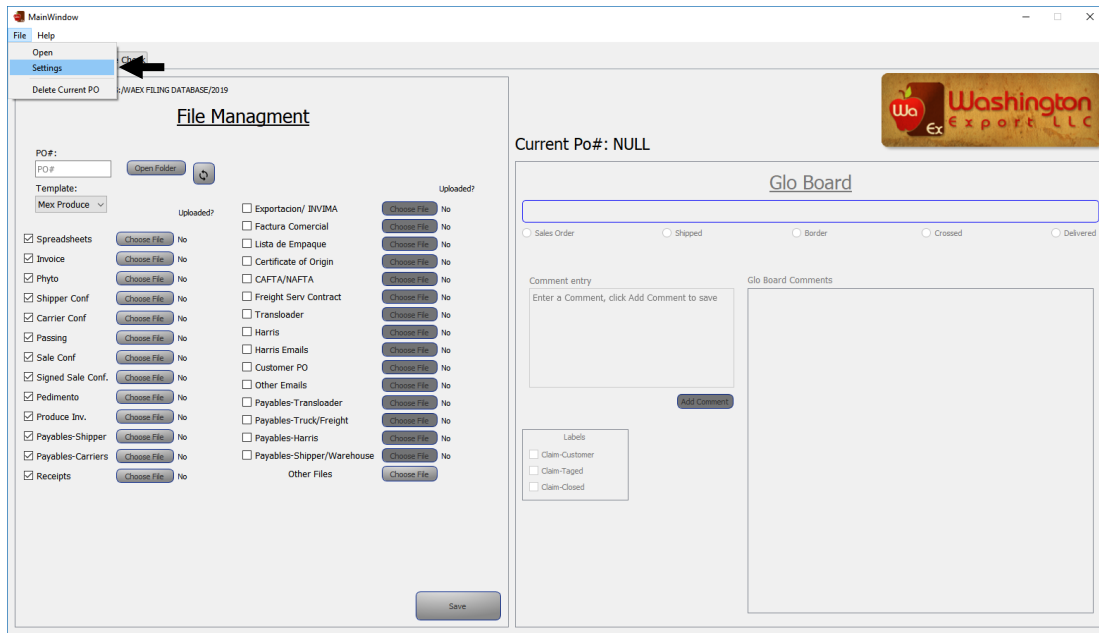 MainWindow
File Help
Open
Settings
Delete Current PO
:/WAEX FILING DATABASE/2019
File Managment
PO#:
PO#
Open Folder
Template:
Mex Produce
Uploaded?
Spreadsheets Choose File No
Invoice Choose File No
Phyto Choose File No
Shipper Conf Choose File No
Carrier Conf Choose File No
Passing Choose File No
Sale Conf Choose File No
Signed Sale Conf. Choose File No
Pedimento Choose File No
Produce Inv. Choose File No
Payables-Shipper Choose File No
Payables-Carriers Choose File No
Receipts Choose File No
Uploaded?
Exportacion/ INVIMA Choose File No
Factura Comercial Choose File No
Lista de Empaque Choose File No
Certificate of Origin Choose File No
CAFTA/NAFTA Choose File No
Freight Serv Contract Choose File No
Transloader Choose File No
Harris Choose File No
Harris Emails Choose File No
Customer PO Choose File No
Other Emails Choose File No
Payables-Transloader Choose File No
Payables-Truck/Freight Choose File No
Payables-Harris Choose File No
Payables-Shipper/Warehouse Choose File No
Other Files Choose File
Save
Wa
Ex
Washington
Export LLC
Current Po#: NULL
Glo Board
Sales Order Shipped Border Crossed Delivered
Comment entry
Enter a Comment, click Add Comment to save
Add Comment
Glo Board Comments
Labels
Claim-Customer
Claim-Taged
Claim-Closed